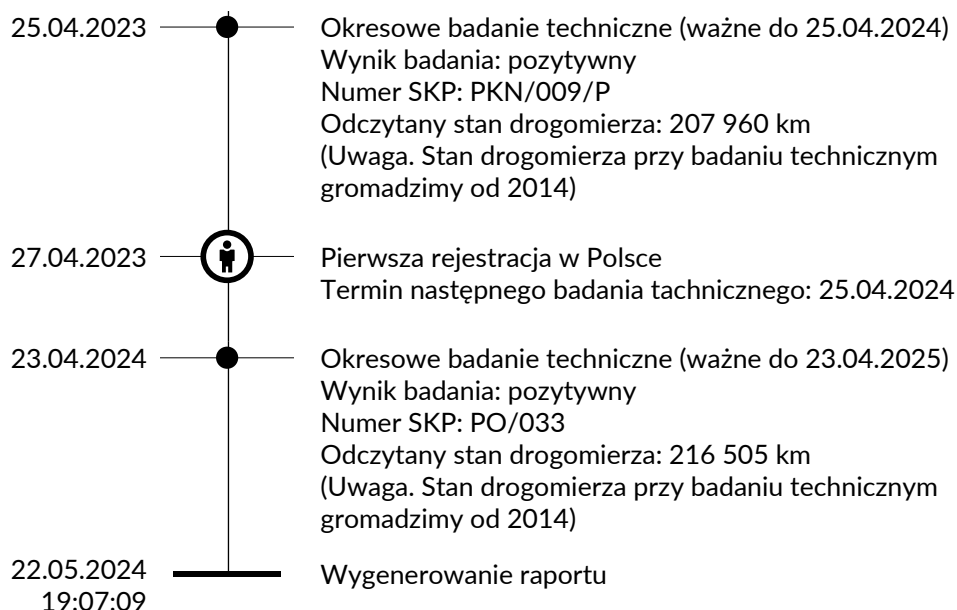 25.04.2023
Okresowe badanie techniczne (ważne do 25.04.2024)
Wynik badania: pozytywny
Numer SKP: PKN/009/P
Odczytany stan drogomierza: 207 960 km
(Uwaga. Stan drogomierza przy badaniu technicznym
gromadzimy od 2014)
27.04.2023
Pierwsza rejestracja w Polsce
Termin następnego badania tachnicznego: 25.04.2024
23.04.2024
Okresowe badanie techniczne (ważne do 23.04.2025)
Wynik badania: pozytywny
Numer SKP: PO/033
Odczytany stan drogomierza: 216 505 km
(Uwaga. Stan drogomierza przy badaniu technicznym
gromadzimy od 2014)
22.05.2024
19:07:09
Wygenerowanie raportu